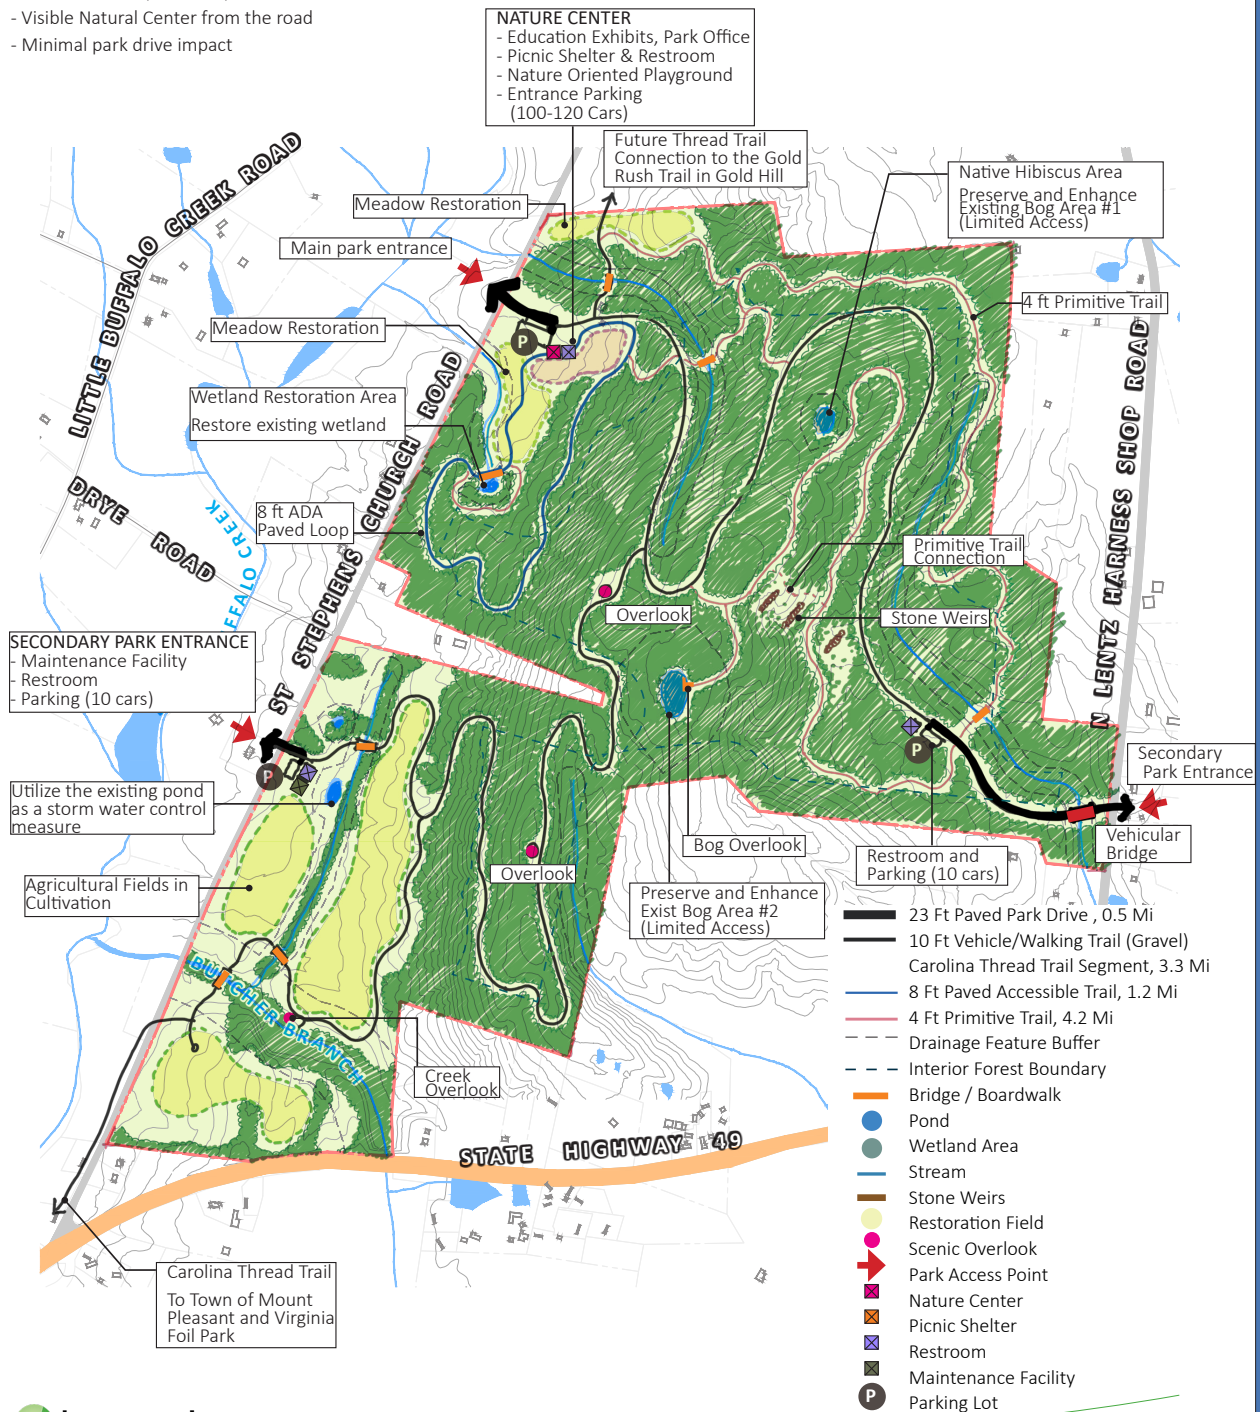 - Visible Natural Center from the road
- Minimal park drive impact
NATURE CENTER
- Education Exhibits, Park Office
- Picnic Shelter & Restroom
- Nature Oriented Playground
- Entrance Parking
(100-120 Cars)
Future Thread Trail
Connection to the Gold
Rush Trail in Gold Hill
Native Hibiscus Area
Preserve and Enhance
Existing Bog Area #1
(Limited Access)
Meadow Restoration
Main park entrance
LITTLE BUFFALO CREEK ROAD
4 ft Primitive Trail
Meadow Restoration
P
Wetland Restoration Area
Restore existing wetland
ST STEPHENS CHURCH ROAD
N LENTZ HARNESS SHOP ROAD
DRYE ROAD
FFALO CREEK
8 ft ADA
Paved Loop
Primitive Trail
Connection
Overlook
Stone Weirs
SECONDARY PARK ENTRANCE
- Maintenance Facility
- Restroom
- Parking (10 cars)
P
P
Secondary
Park Entrance
Utilize the existing pond
as a storm water control
measure
Vehicular
Bridge
Bog Overlook
Restroom and
Parking (10 cars)
Overlook
Agricultural Fields in
Cultivation
Preserve and Enhance
Exist Bog Area #2
(Limited Access)
BUTCHER BRANCH
Creek
Overlook
STATE HIGHWAY 49
Carolina Thread Trail
To Town of Mount
Pleasant and Virginia
Foil Park
23 Ft Paved Park Drive , 0.5 Mi
10 Ft Vehicle/Walking Trail (Gravel)
Carolina Thread Trail Segment, 3.3 Mi
8 Ft Paved Accessible Trail, 1.2 Mi
4 Ft Primitive Trail, 4.2 Mi
Drainage Feature Buffer
Interior Forest Boundary
Bridge / Boardwalk
Pond
Wetland Area
Stream
Stone Weirs
Restoration Field
Scenic Overlook
Park Access Point
Nature Center
Picnic Shelter
Restroom
Maintenance Facility
P Parking Lot